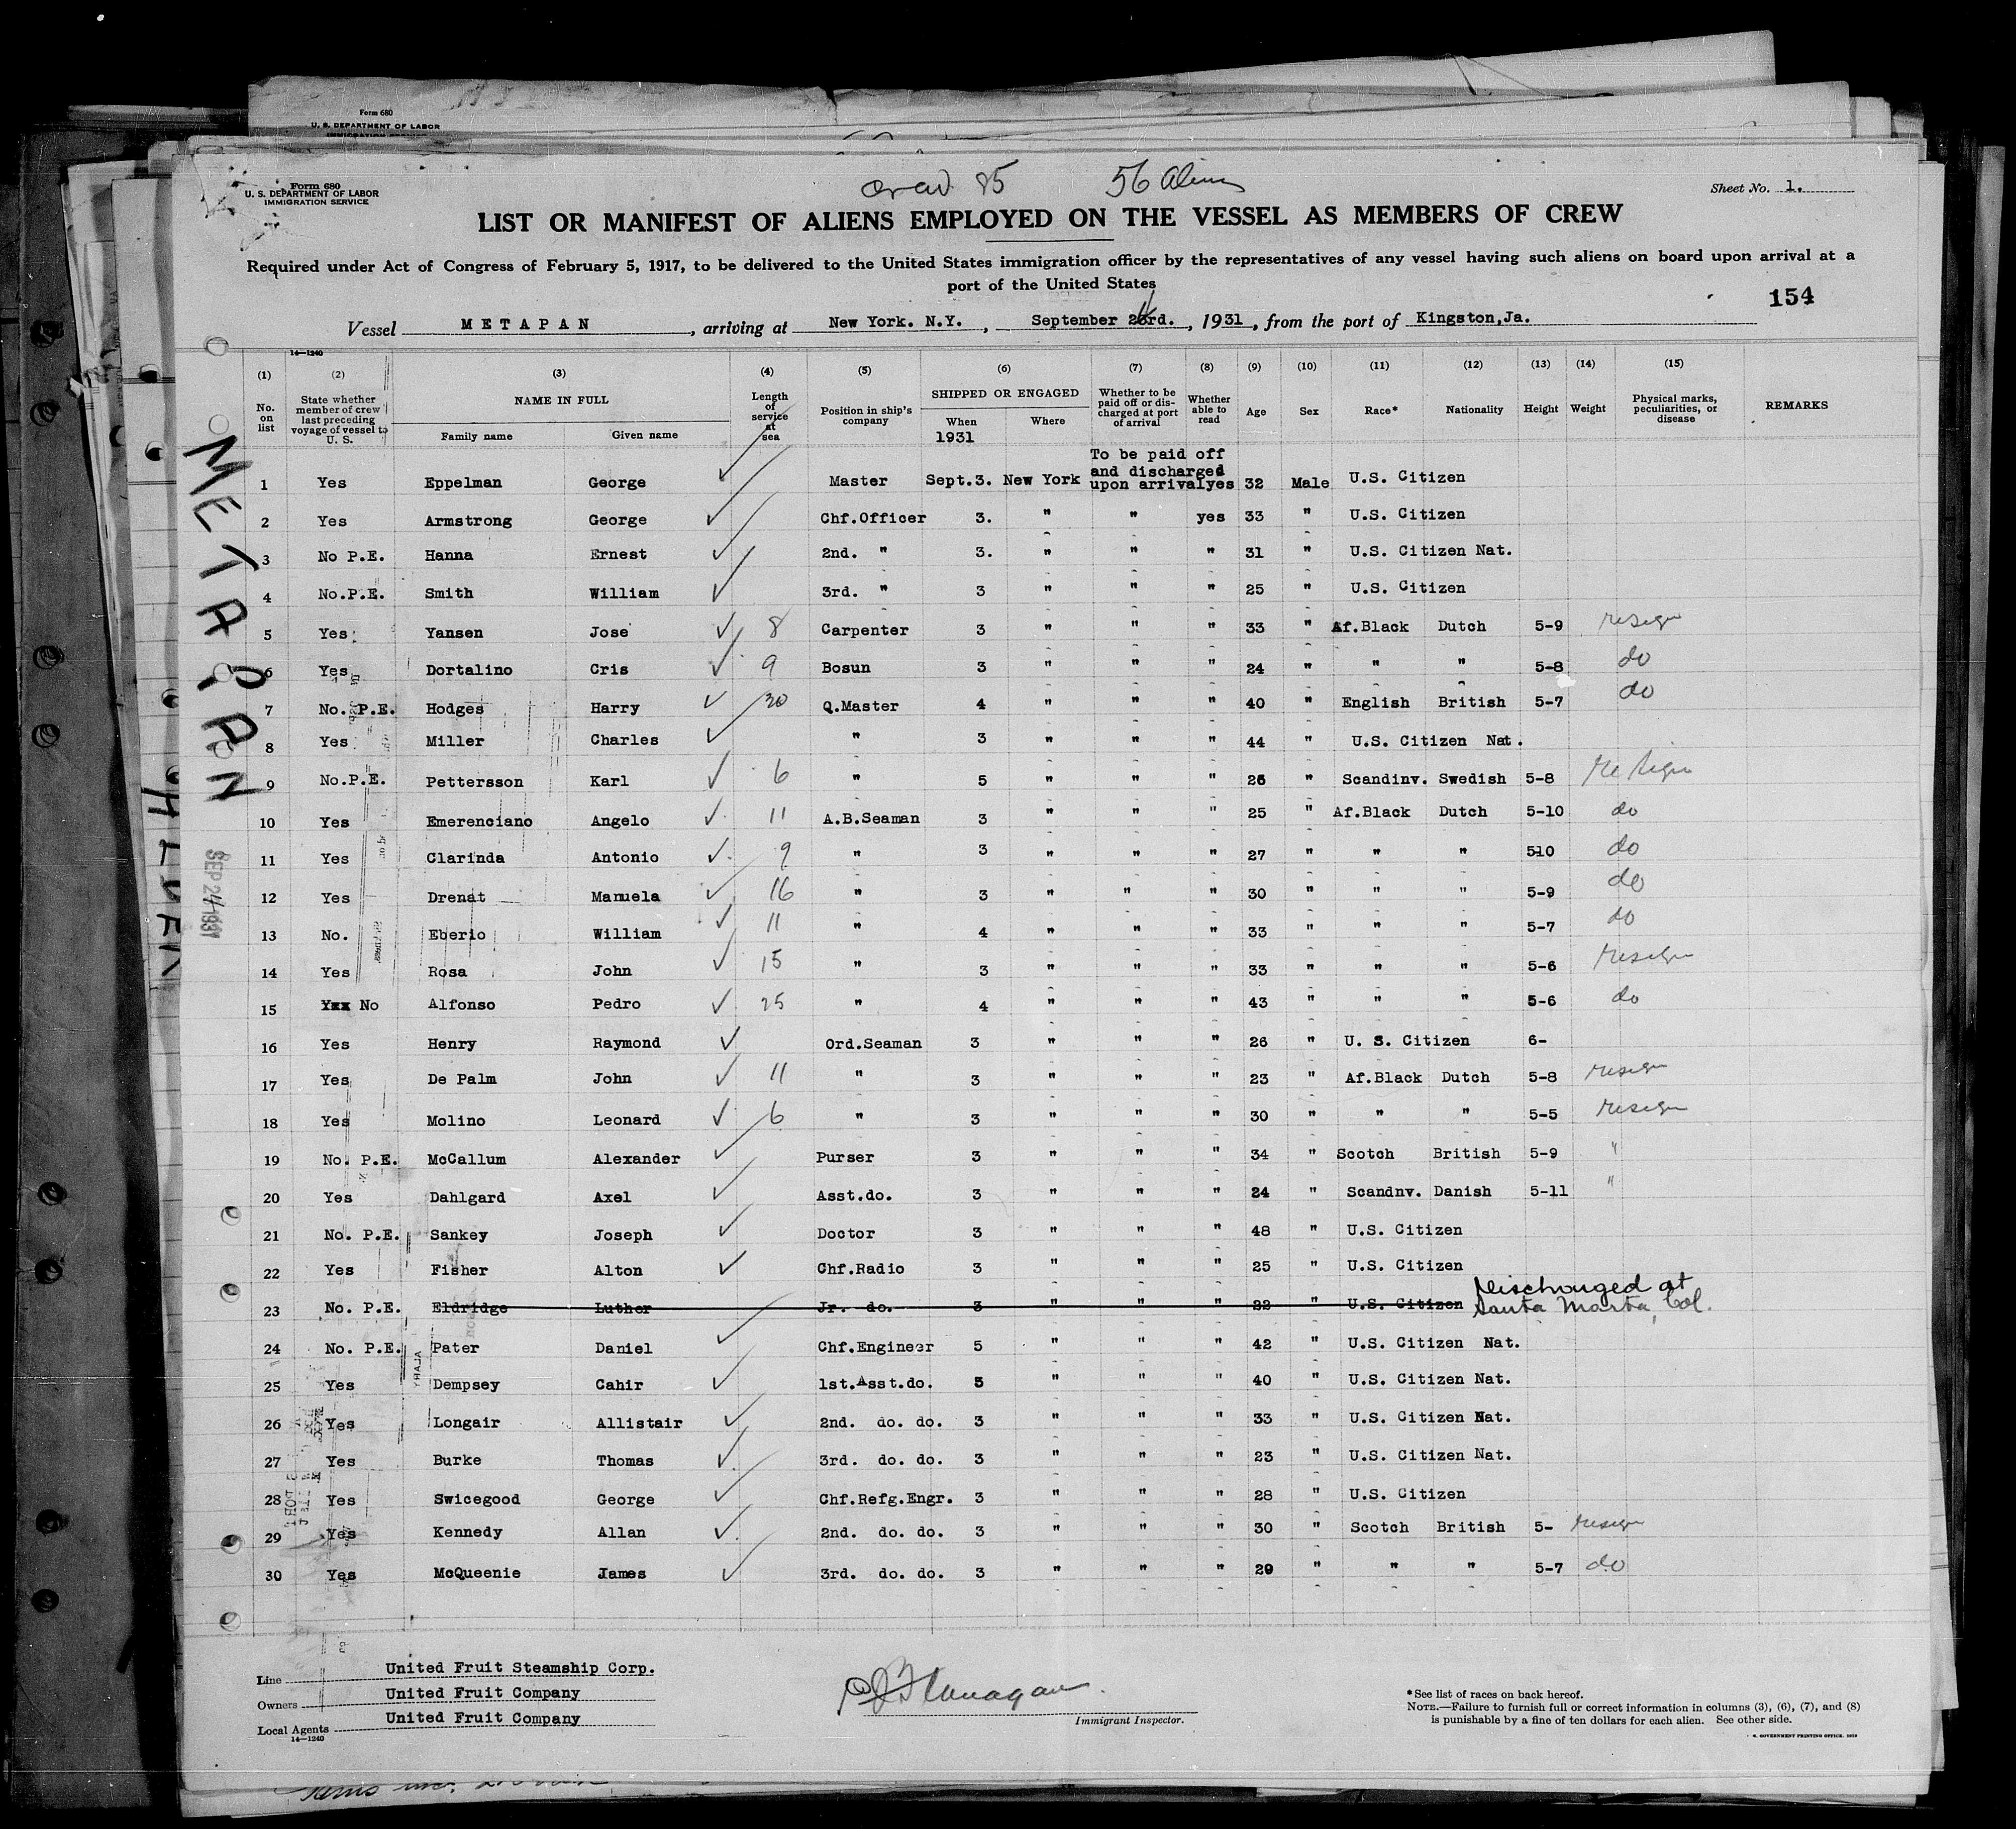 Form 680
U. S. DEPARTMENT OF LABOR
Form 680
U. S. DEPARTMENT OF LABOR
IMMIGRATION SERVICE
85 56 Aliens
Sheet No. 1.
LIST OR MANIFEST OF ALIENS EMPLOYED ON THE VESSEL AS MEMBERS OF CREW
Required under Act of Congress of February 5, 1917, to be delivered to the United States immigration officer by the representatives of any vessel having such aliens on board upon arrival at a
port of the United States
154
Vessel METAPAN, arriving at New York. N.Y., September rd., 1931, from the port of Kingston,Ja.
14—1240
(1) (2) (3) (4) (5) (6) (7) (8) (9) (10) (11) (12) (13) (14) (15)
No. on list
State whether member of crew last preceding voyage of vessel to U. S.
NAME IN FULL
Family name Given name
Length of service at sea
Position in ship's company
SHIPPED OR ENGAGED
When Where
1931
Whether to be paid off or discharged at port of arrival
Whether able to read
Age Sex Race* Nationality Height Weight
Physical marks, peculiarities, or disease
REMARKS
To be paid off
and discharged
1 Yes Eppelman George Master Sept.3. New York upon arrival yes 32 Male U.S. Citizen
2 Yes Armstrong George Chf.Officer 3. " " yes 33 " U.S. Citizen
3 No P.E. Hanna Ernest 2nd. " 3. " " " 31 " U.S. Citizen Nat.
4 No.P.E. Smith William 3rd. " 3 " " " 25 " U.S. Citizen
5 Yes Yansen Jose 8 Carpenter 3 " " " 33 " Af.Black Dutch 5-9 resign
6 Yes Dortalino Cris 9 Bosun 3 " " " 24 " " " 5-8 do
7 No. P.E. Hodges Harry 20 Q.Master 4 " " " 40 " English British 5-7 do
8 Yes Miller Charles " 3 " " " 44 " U.S. Citizen Nat.
9 No.P.E. Pettersson Karl 6 " 5 " " " 26 " Scandinv. Swedish 5-8 resign
10 Yes Emerenciano Angelo 11 A.B.Seaman 3 " " " 25 " Af.Black Dutch 5-10 do
11 Yes Clarinda Antonio 9 " 3 " " " 27 " " " 510 do
12 Yes Drenat Manuela 16 " 3 " " " 30 " " " 5-9 do
13 No. Eberio William 11 " 4 " " " 33 " " " 5-7 do
14 Yes Rosa John 15 " 3 " " " 33 " " " 5-6 resign
15 Yxx No Alfonso Pedro 25 " 4 " " " 43 " " " 5-6 do
16 Yes Henry Raymond Ord.Seaman 3 " " " 26 " U. S. Citizen 6-
17 Yes De Palm John 11 " 3 " " " 23 " Af.Black Dutch 5-8 resign
18 Yes Molino Leonard 6 " 3 " " " 30 " " " 5-5 resign
19 No. P.E. McCallum Alexander Purser 3 " " " 34 " Scotch British 5-9 "
20 Yes Dahlgard Axel Asst.do. 3 " " " 24 " Scandnv. Danish 5-11 "
21 No. P.E. Sankey Joseph Doctor 3 " " " 48 " U.S. Citizen
22 Yes Fisher Alton Chf.Radio 3 " " " 25 " U.S. Citizen
23 No. P.E. Eldridge Luther Jr. do. 3 " " " 22 " U.S. Citizen Discharged at Santa Marta, Col.
24 No. P.E. Pater Daniel Chf.Engineer 5 " " " 42 " U.S. Citizen Nat.
25 Yes Dempsey Cahir 1st.Asst.do. 3 " " " 40 " U.S. Citizen Nat.
26 Yes Longair Allistair 2nd. do. do. 3 " " " 33 " U.S. Citizen Nat.
27 Yes Burke Thomas 3rd. do. do. 3 " " " 23 " U.S. Citizen Nat.
28 Yes Swicegood George Chf.Refg.Engr. 3 " " " 28 " U.S. Citizen
29 Yes Kennedy Allan 2nd. do. do. 3 " " " 30 " Scotch British 5- resign
30 Yes McQueenie James 3rd. do. do. 3 " " " 29 " " " 5-7 do
METAPAN
SEP 24 1931
Line United Fruit Steamship Corp.
Owners United Fruit Company
Local Agents United Fruit Company
14—1240
Flanagan
Immigrant Inspector.
*See list of races on back hereof.
NOTE.—Failure to furnish full or correct information in columns (3), (6), (7), and (8)
is punishable by a fine of ten dollars for each alien. See other side.
GOVERNMENT PRINTING OFFICE